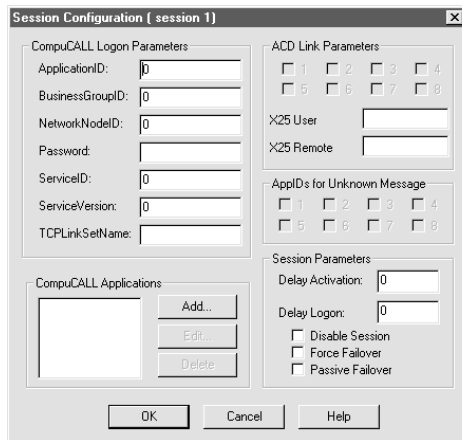 Session Configuration ( session 1)
CompuCALL Logon Parameters
ApplicationID: 0
BusinessGroupID: 0
NetworkNodeID: 0
Password:
ServiceID: 0
ServiceVersion: 0
TCPLinkSetName:
CompuCALL Applications
Add...
Edit...
Delete
ACD Link Parameters
1 2 3 4
5 6 7 8
X25 User
X25 Remote
AppIDs for Unknown Message
1 2 3 4
5 6 7 8
Session Parameters
Delay Activation: 0
Delay Logon: 0
Disable Session
Force Failover
Passive Failover
OK Cancel Help